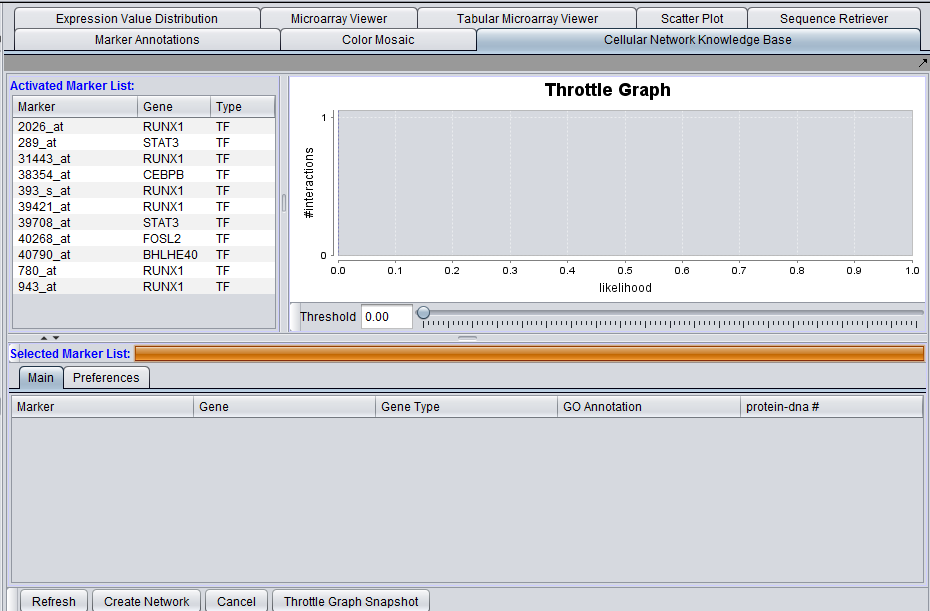 Expression Value Distribution Microarray Viewer Tabular Microarray Viewer Scatter Plot Sequence Retriever
Marker Annotations Color Mosaic Cellular Network Knowledge Base
Activated Marker List:
Marker Gene Type
2026_at RUNX1 TF
289_at STAT3 TF
31443_at RUNX1 TF
38354_at CEBPB TF
393_s_at RUNX1 TF
39421_at RUNX1 TF
39708_at STAT3 TF
40268_at FOSL2 TF
40790_at BHLHE40 TF
780_at RUNX1 TF
943_at RUNX1 TF
Throttle Graph
#interactions
1
0
0.0 0.1 0.2 0.3 0.4 0.5 0.6 0.7 0.8 0.9 1.0
likelihood
Threshold 0.00
Selected Marker List:
Main Preferences
Marker Gene Gene Type GO Annotation protein-dna #
Refresh Create Network Cancel Throttle Graph Snapshot